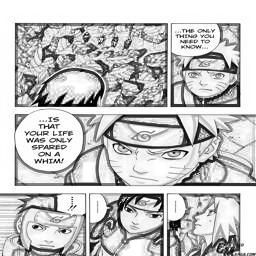 ...THE ONLY
THING YOU
NEED TO
KNOW...
...IS
THAT
YOUR LIFE
WAS ONLY
SPARED
ON A
WHIM!
...!!
...